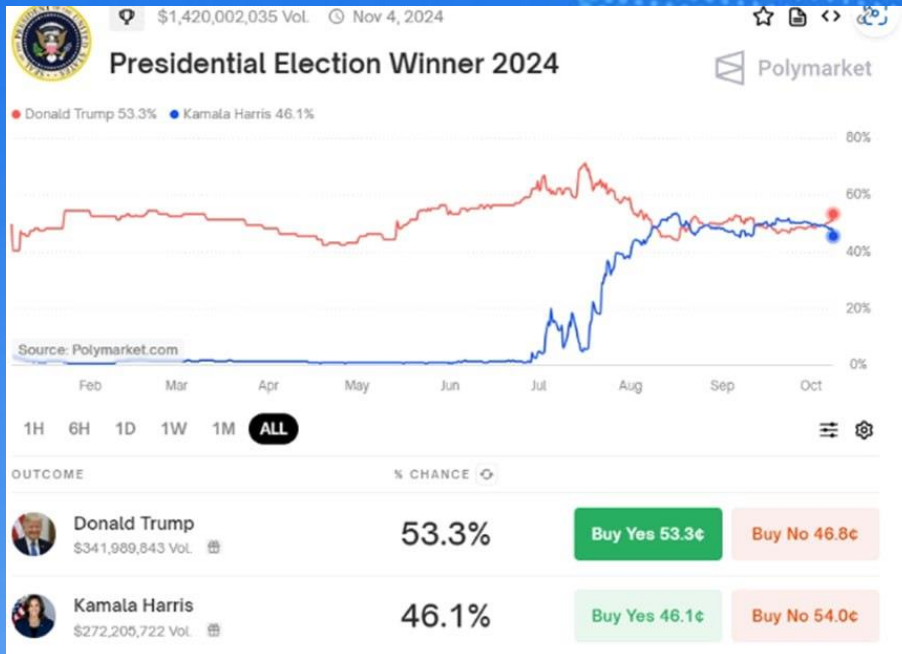 $1,420,002,035 Vol. Nov 4, 2024
Presidential Election Winner 2024
Polymarket
Donald Trump 53.3% Kamala Harris 46.1%
80%
60%
40%
20%
0%
Source: Polymarket.com
Feb Mar Apr May Jun Jul Aug Sep Oct
1H 6H 1D 1W 1M ALL
OUTCOME % CHANCE
Donald Trump
$341,989,843 Vol.
53.3%
Buy Yes 53.3¢ Buy No 46.8¢
Kamala Harris
$272,205,722 Vol.
46.1%
Buy Yes 46.1¢ Buy No 54.0¢